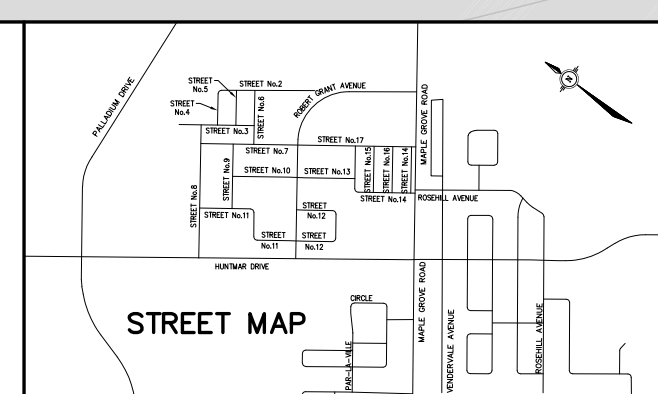 PALLADIUM DRIVE
STREET
No.5
STREET No.2
STREET
No.4
STREET No.6
ROBERT GRANT AVENUE
MAPLE GROVE ROAD
N
STREET No.3
STREET No.17
STREET No.7
STREET No.15
STREET No.16
STREET No.14
STREET No.9
STREET No.10
STREET No.13
STREET No.8
STREET No.14
ROSEHILL AVENUE
STREET No.11
STREET
No.12
STREET
No.11
STREET
No.12
HUNTMAR DRIVE
MAPLE GROVE ROAD
CIRCLE
STREET MAP
PAR-LA-VILLE
VENDERVALE AVENUE
ROSEHILL AVENUE